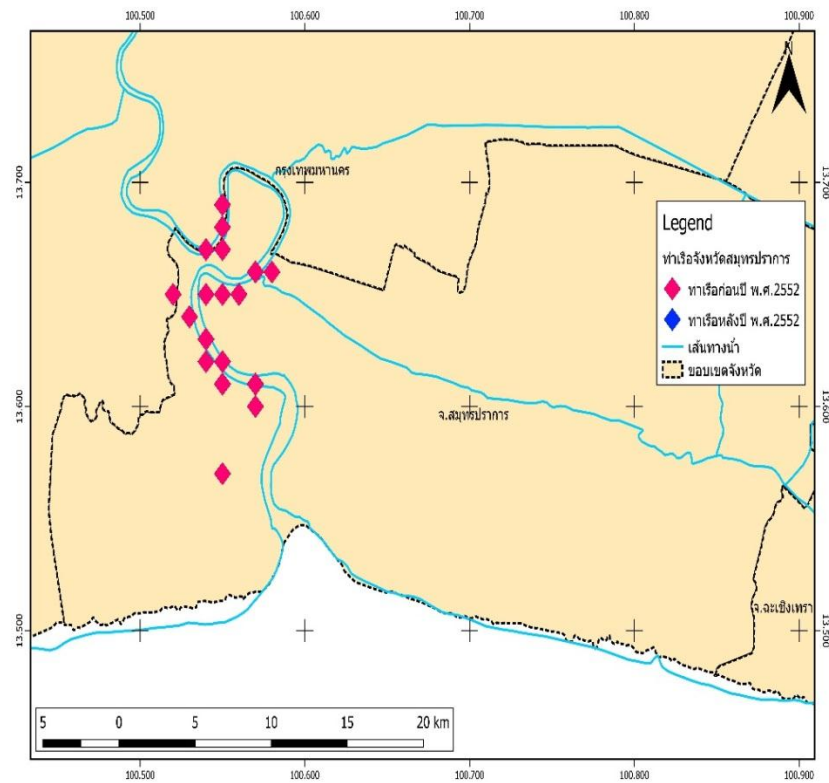 100.500 100.600 100.700 100.800 100.900
N
กรุงเทพมหานคร
13.700 13.700
Legend
ท่าเรือจังหวัดสมุทรปราการ
ท่าเรือก่อนปี พ.ศ.2552
ท่าเรือหลังปี พ.ศ.2552
เส้นทางน้ำ
ขอบเขตจังหวัด
13.600 13.600
จ.สมุทรปราการ
จ.ฉะเชิงเทรา
13.500 13.500
5 0 5 10 15 20 km
100.500 100.600 100.700 100.800 100.900